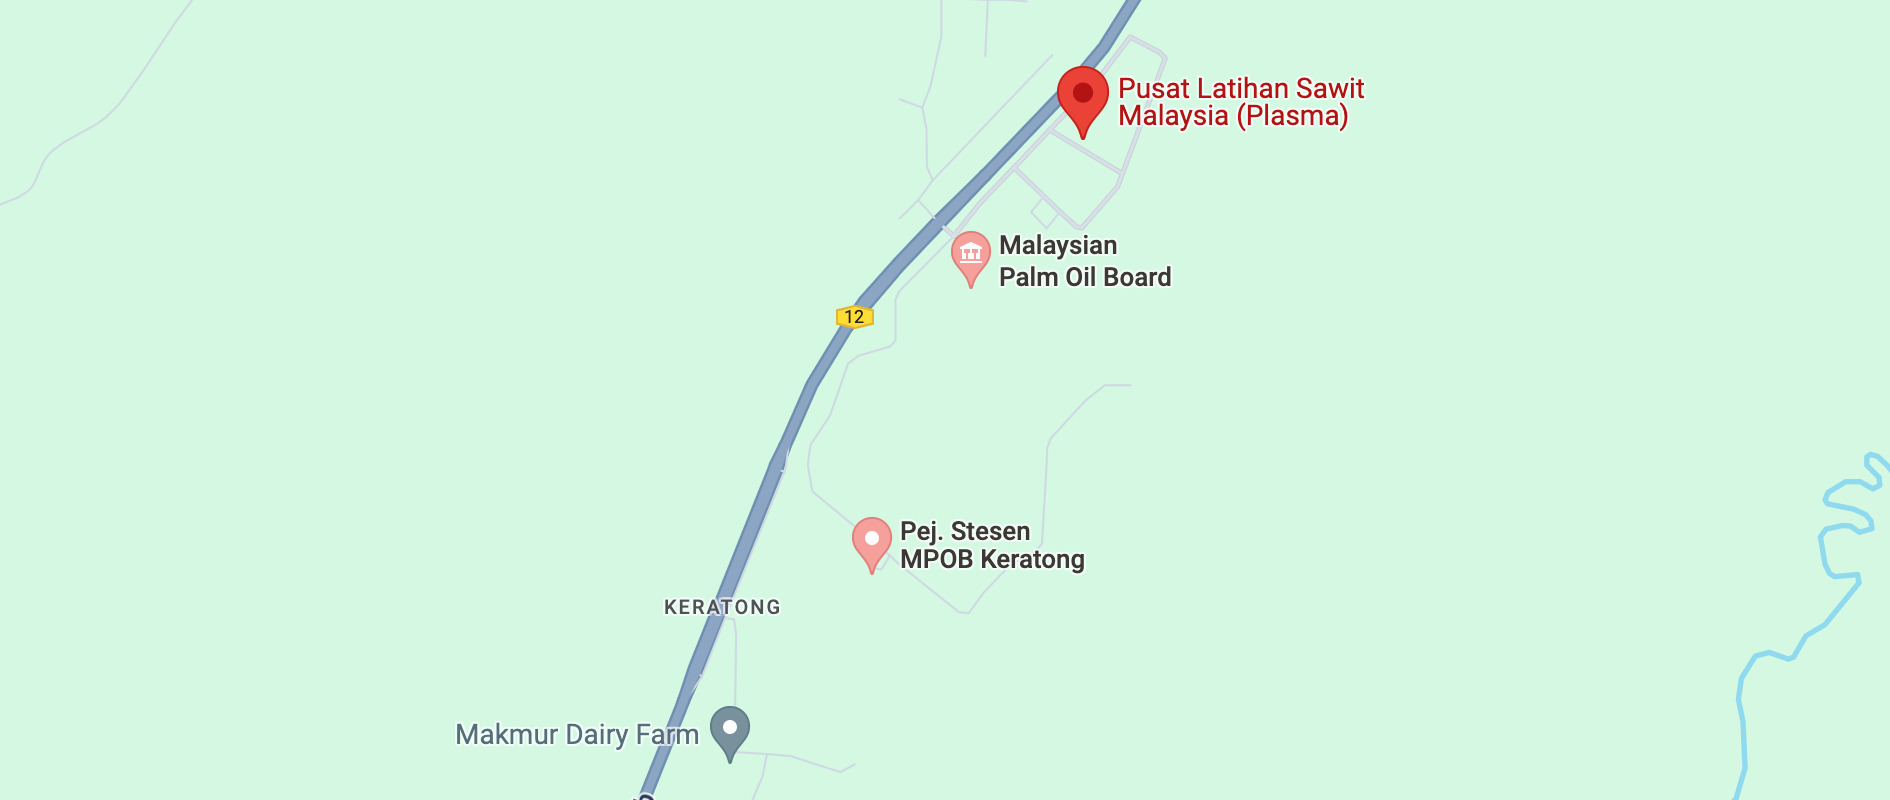 Pusat Latihan Sawit
Malaysia (Plasma)
Malaysian
Palm Oil Board
12
Pej. Stesen
MPOB Keratong
KERATONG
Makmur Dairy Farm